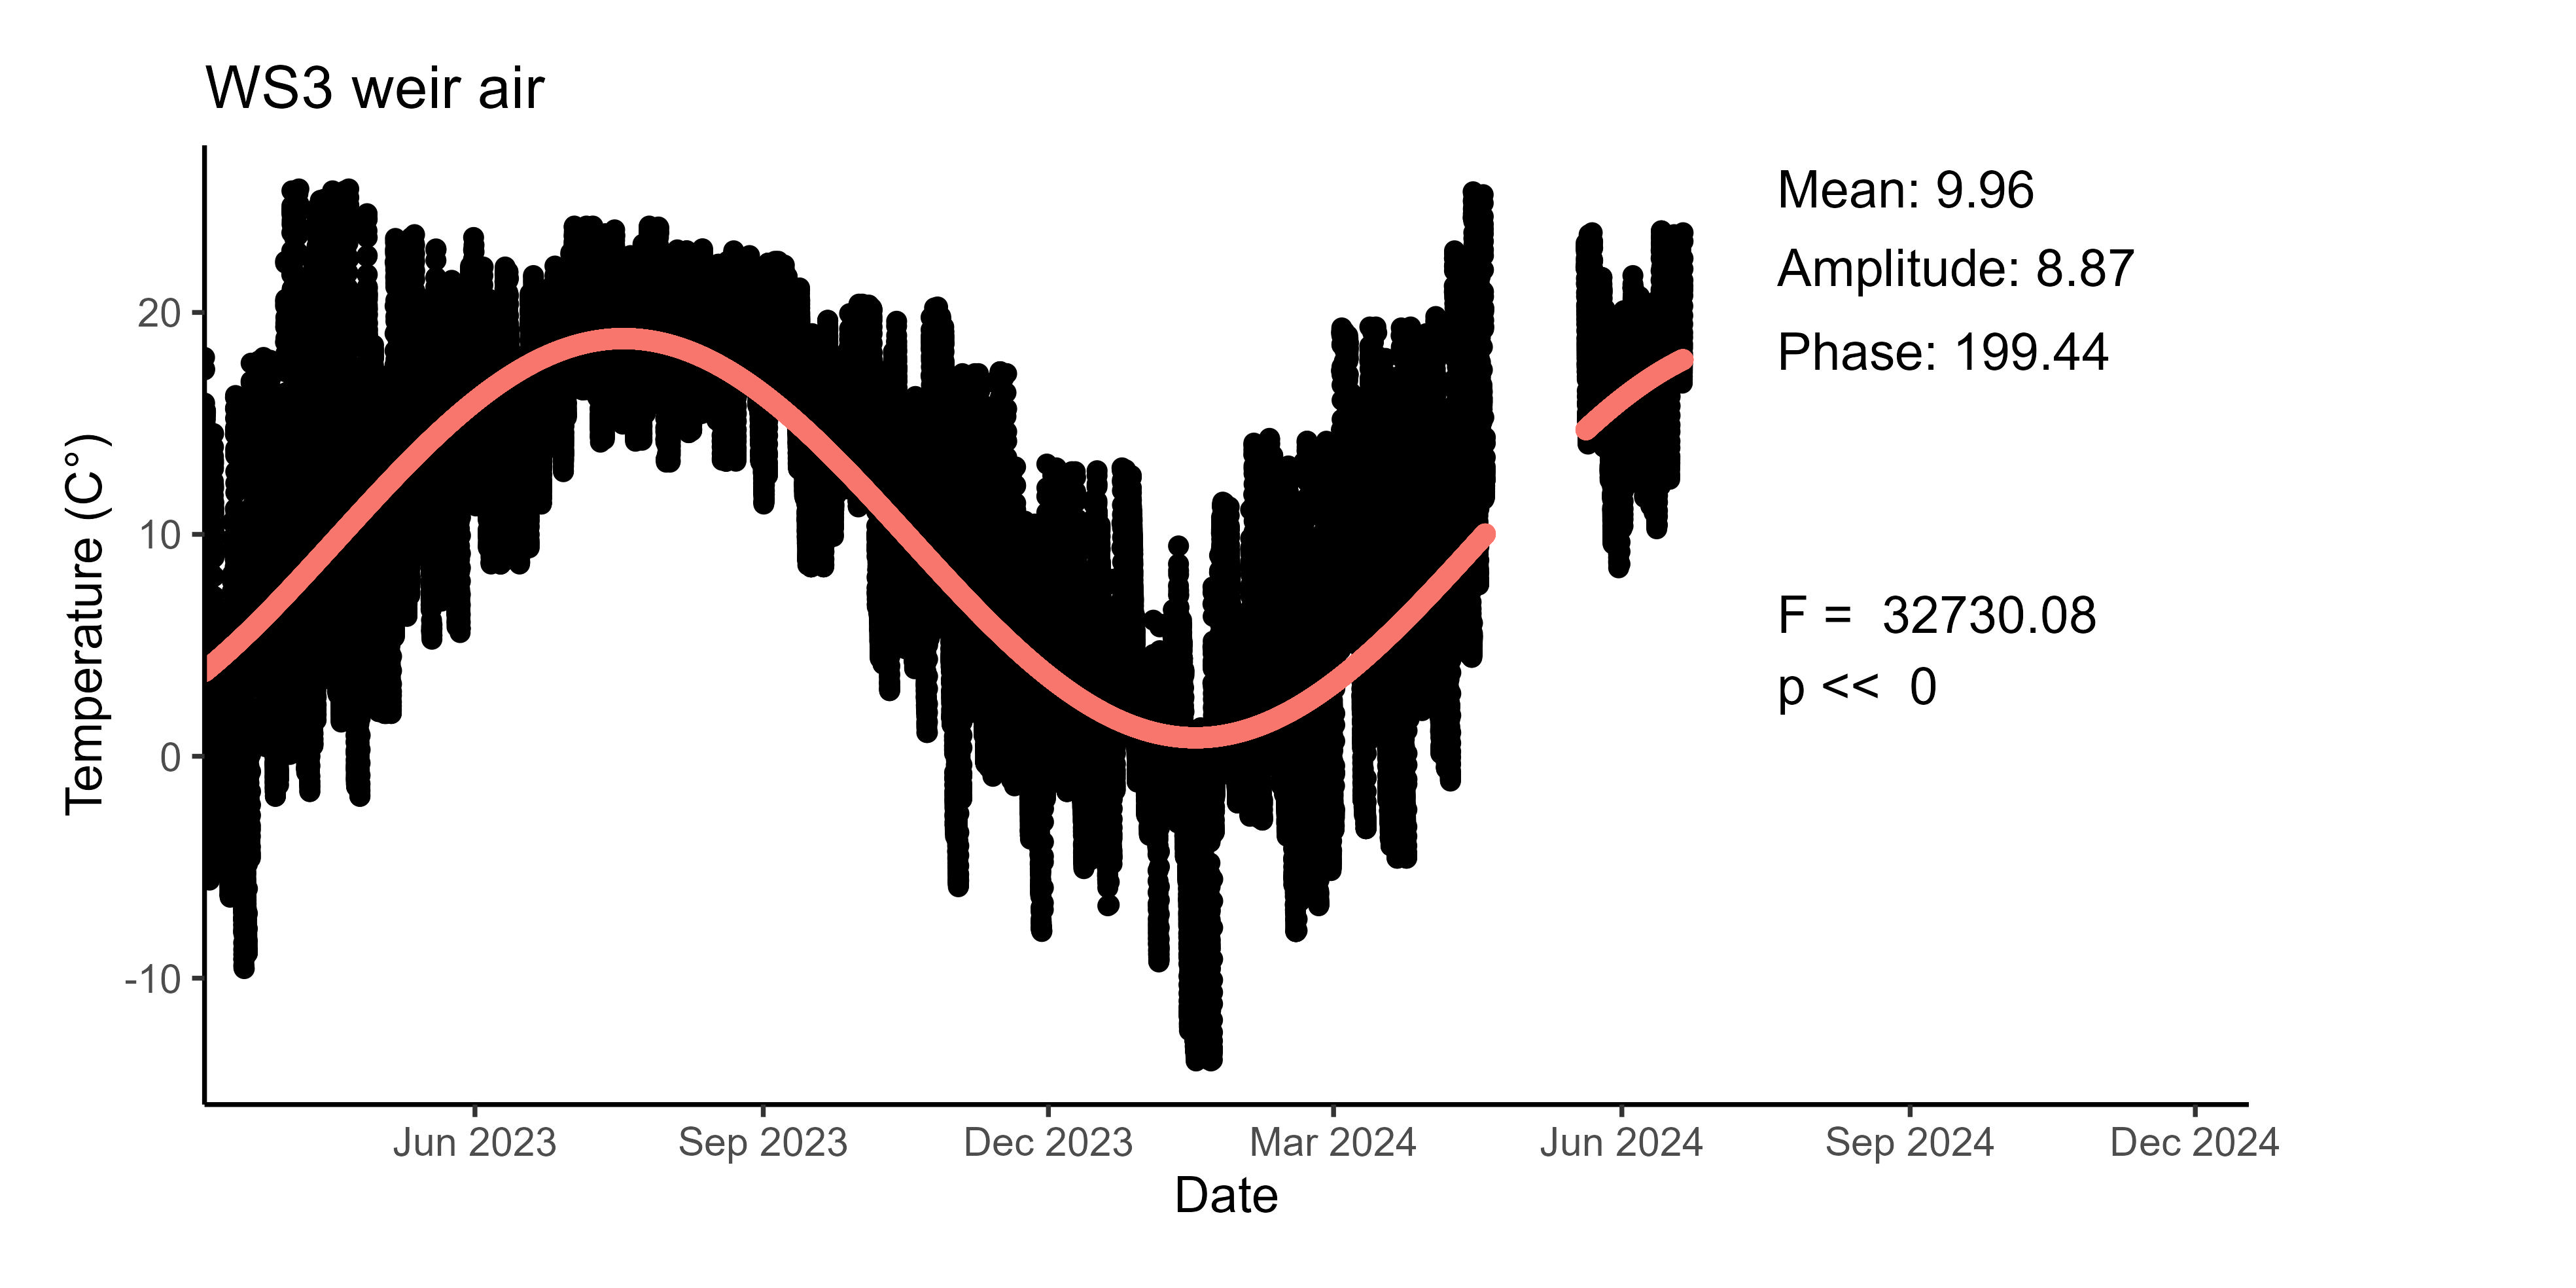 WS3 weir air
Mean: 9.96
Amplitude: 8.87
Phase: 199.44
F =  32730.08
p <<  0
Temperature (C°)
20
10
0
-10
Jun 2023
Sep 2023
Dec 2023
Mar 2024
Jun 2024
Sep 2024
Dec 2024
Date